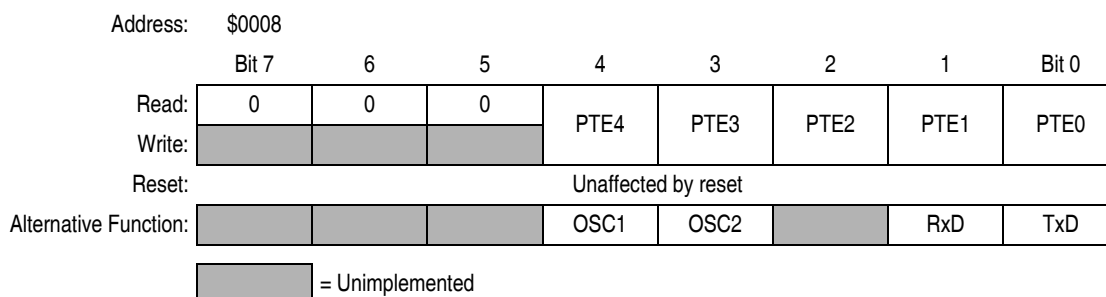 Address: $0008
Bit 7 6 5 4 3 2 1 Bit 0
Read: 0 0 0 PTE4 PTE3 PTE2 PTE1 PTE0
Write:
Reset: Unaffected by reset
Alternative Function: OSC1 OSC2 RxD TxD
= Unimplemented